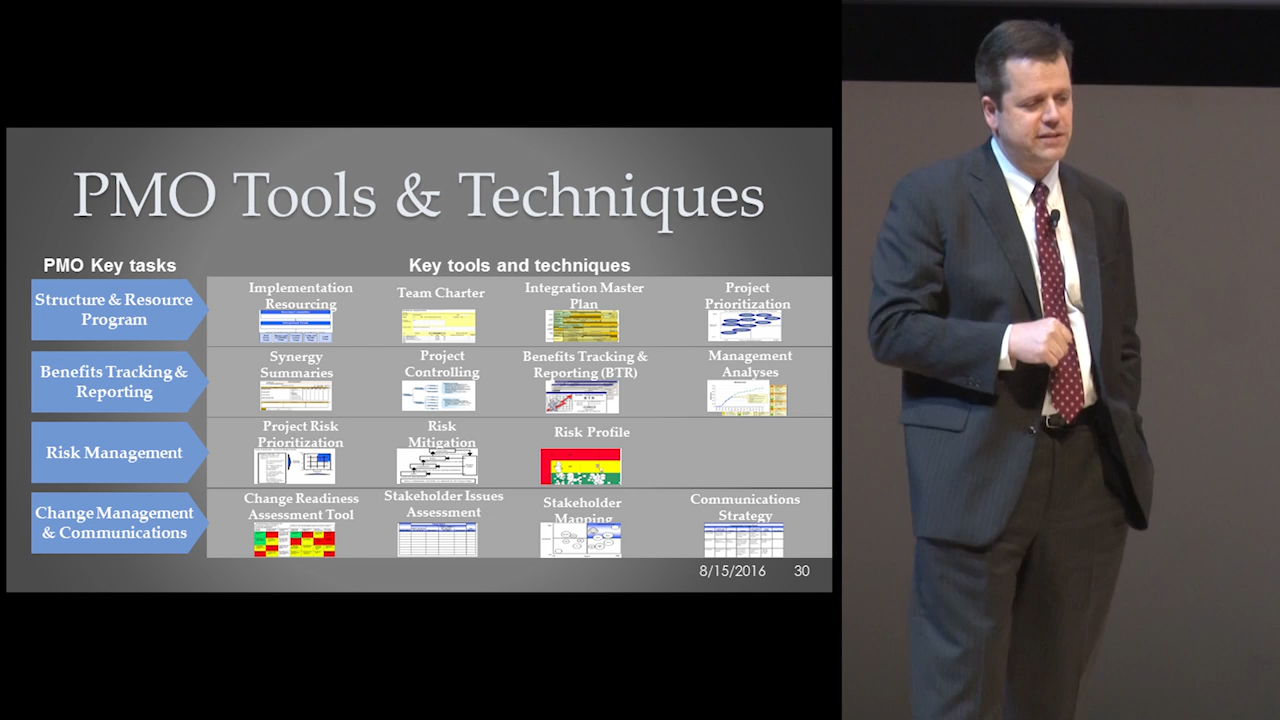 PMO Tools & Techniques
PMO Key tasks
Key tools and techniques
Structure & Resource
Program
Implementation
Resourcing
Team Charter
Integration Master
Plan
Project
Prioritization
Benefits Tracking &
Reporting
Synergy
Summaries
Project
Controlling
Benefits Tracking &
Reporting (BTR)
Management
Analyses
Risk Management
Project Risk
Prioritization
Risk
Mitigation
Risk Profile
Change Management
& Communications
Change Readiness
Assessment Tool
Stakeholder Issues
Assessment
Stakeholder
Mapping
Communications
Strategy
8/15/2016
30